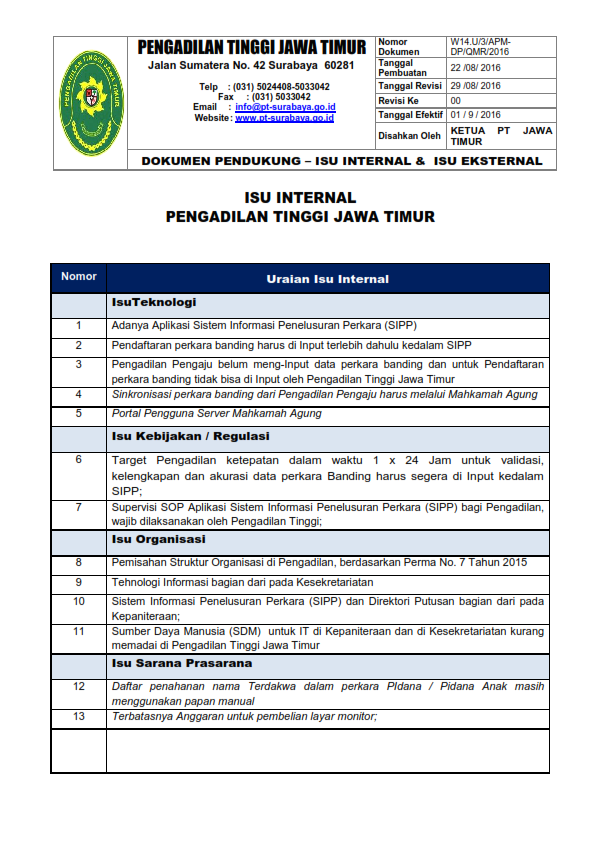 PENGADILAN TINGGI JAWA TIMUR
PENGADILAN TINGGI JAWA TIMUR
Jalan Sumatera No. 42 Surabaya 60281
Telp : (031) 5024408-5033042
Fax : (031) 5033042
Email : info@pt-surabaya.go.id
Website: www.pt-surabaya.go.id
Nomor Dokumen W14.U/3/APM-DP/QMR/2016
Tanggal Pembuatan 22 /08/ 2016
Tanggal Revisi 29 /08/ 2016
Revisi Ke 00
Tanggal Efektif 01 / 9 / 2016
Disahkan Oleh KETUA PT JAWA TIMUR
DOKUMEN PENDUKUNG – ISU INTERNAL & ISU EKSTERNAL
ISU INTERNAL
PENGADILAN TINGGI JAWA TIMUR
Nomor Uraian Isu Internal
IsuTeknologi
1 Adanya Aplikasi Sistem Informasi Penelusuran Perkara (SIPP)
2 Pendaftaran perkara banding harus di Input terlebih dahulu kedalam SIPP
3 Pengadilan Pengaju belum meng-Input data perkara banding dan untuk Pendaftaran
perkara banding tidak bisa di Input oleh Pengadilan Tinggi Jawa Timur
4 Sinkronisasi perkara banding dari Pengadilan Pengaju harus melalui Mahkamah Agung
5 Portal Pengguna Server Mahkamah Agung
Isu Kebijakan / Regulasi
6 Target Pengadilan ketepatan dalam waktu 1 x 24 Jam untuk validasi,
kelengkapan dan akurasi data perkara Banding harus segera di Input kedalam
SIPP;
7 Supervisi SOP Aplikasi Sistem Informasi Penelusuran Perkara (SIPP) bagi Pengadilan,
wajib dilaksanakan oleh Pengadilan Tinggi;
Isu Organisasi
8 Pemisahan Struktur Organisasi di Pengadilan, berdasarkan Perma No. 7 Tahun 2015
9 Tehnologi Informasi bagian dari pada Kesekretariatan
10 Sistem Informasi Penelusuran Perkara (SIPP) dan Direktori Putusan bagian dari pada
Kepaniteraan;
11 Sumber Daya Manusia (SDM) untuk IT di Kepaniteraan dan di Kesekretariatan kurang
memadai di Pengadilan Tinggi Jawa Timur
Isu Sarana Prasarana
12 Daftar penahanan nama Terdakwa dalam perkara PIdana / Pidana Anak masih
menggunakan papan manual
13 Terbatasnya Anggaran untuk pembelian layar monitor;